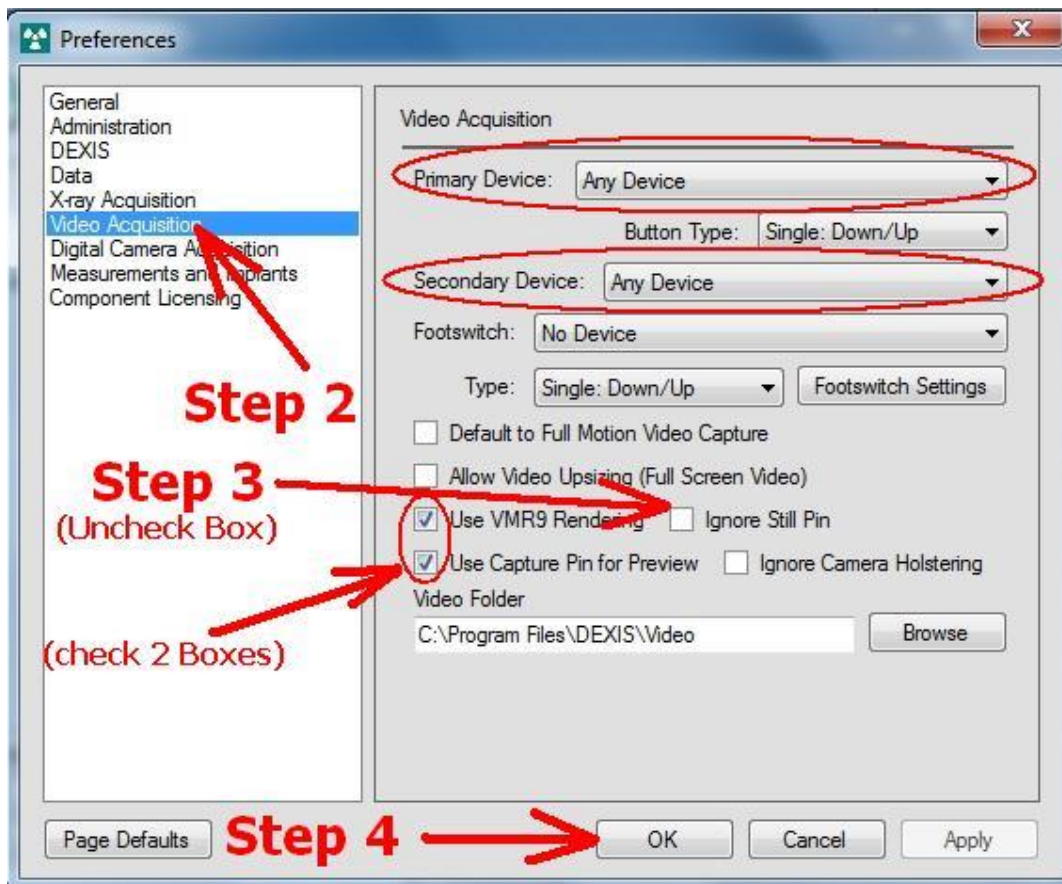 Preferences
X
General
Administration
DEXIS
Data
X-ray Acquisition
Video Acquisition
Digital Camera Acquisition
Measurements and Implants
Component Licensing
Step 2
Step 3
(Uncheck Box)
(check 2 Boxes)
Video Acquisition
Primary Device: Any Device
Button Type: Single: Down/Up
Secondary Device: Any Device
Footswitch: No Device
Type: Single: Down/Up Footswitch Settings
Default to Full Motion Video Capture
Allow Video Upsizing (Full Screen Video)
Use VMR9 Rendering Ignore Still Pin
Use Capture Pin for Preview Ignore Camera Holstering
Video Folder
C:\Program Files\DEXIS\\Video Browse
Page Defaults Step 4 OK Cancel Apply